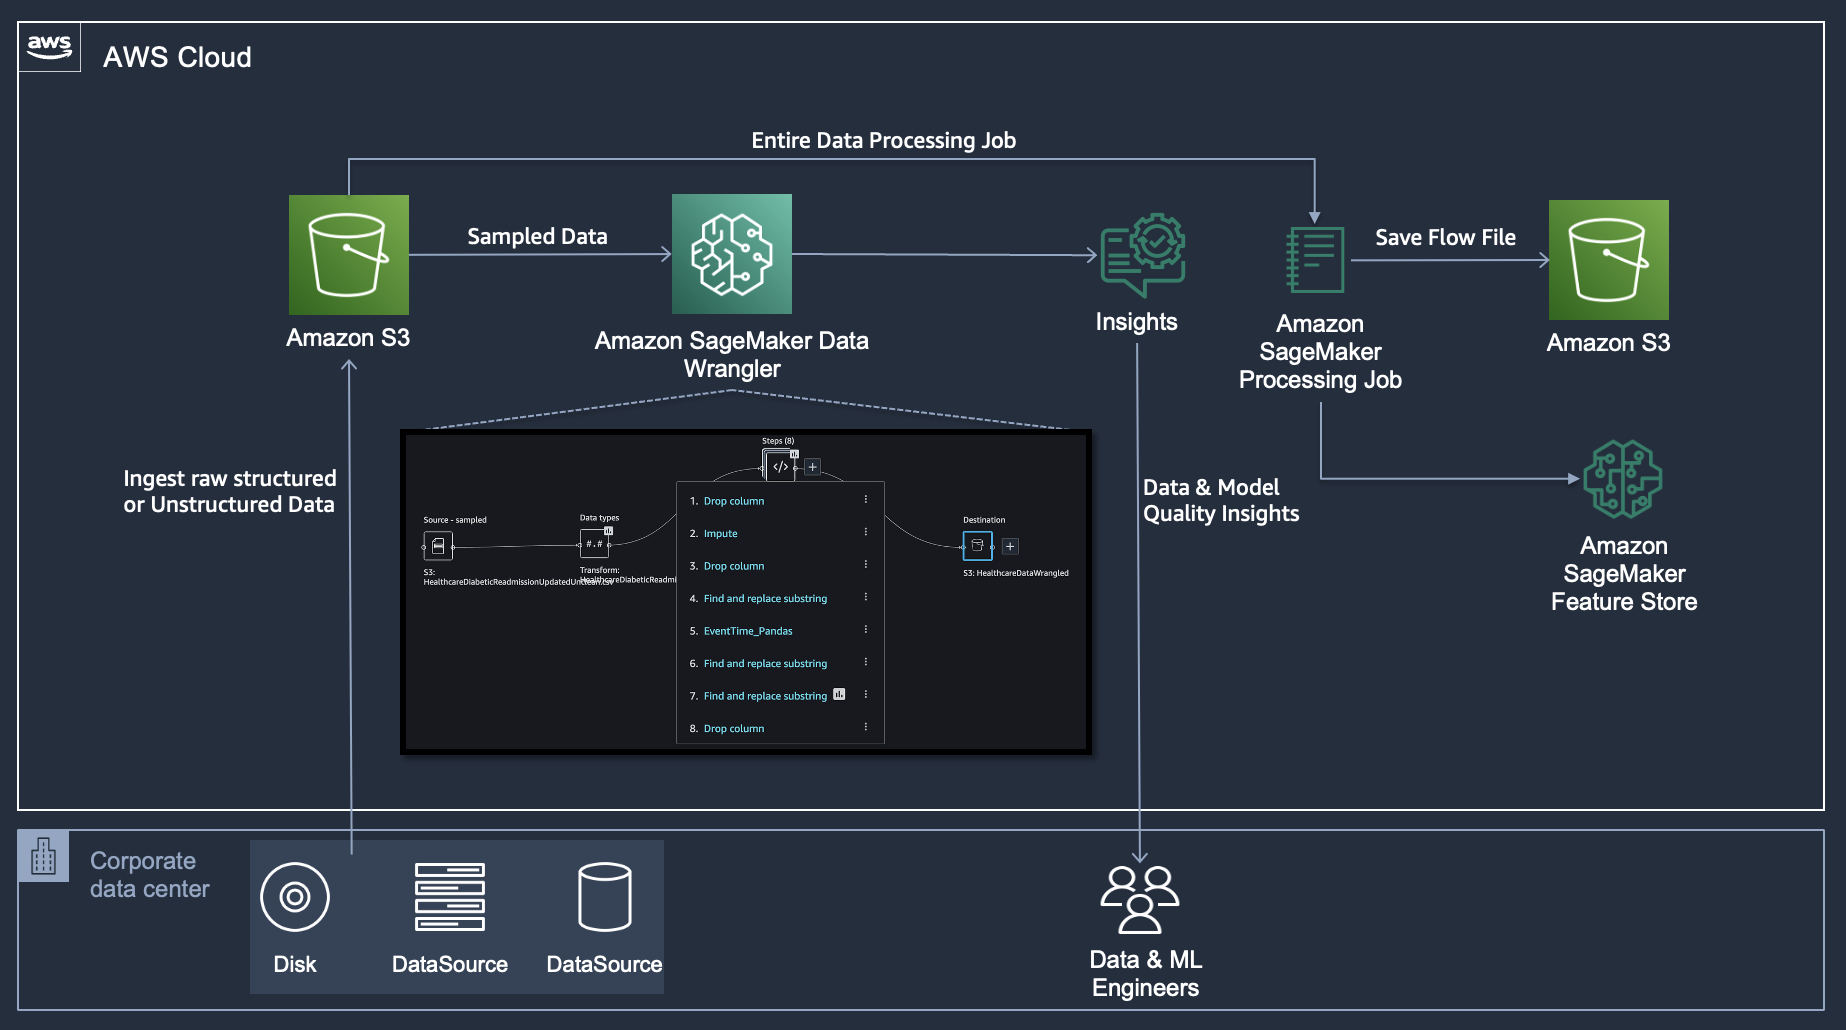 aws
AWS Cloud
Entire Data Processing Job
Sampled Data
Save Flow File
Amazon S3
Amazon SageMaker Data
Wrangler
Insights
Amazon
SageMaker
Processing Job
Amazon S3
Ingest raw structured
or Unstructured Data
Steps (8)
</>
Source - sampled
S3:
HealthcareDiabeticReadmissionUpdatedUnclean.csv
Data types
#.#
Transform:
HealthcareDiabeticReadmi
1. Drop column
2. Impute
3. Drop column
4. Find and replace substring
5. EventTime_Pandas
6. Find and replace substring
7. Find and replace substring
8. Drop column
Destination
S3: HealthcareDataWrangled
Data & Model
Quality Insights
Amazon
SageMaker
Feature Store
Corporate
data center
Disk
DataSource
DataSource
Data & ML
Engineers